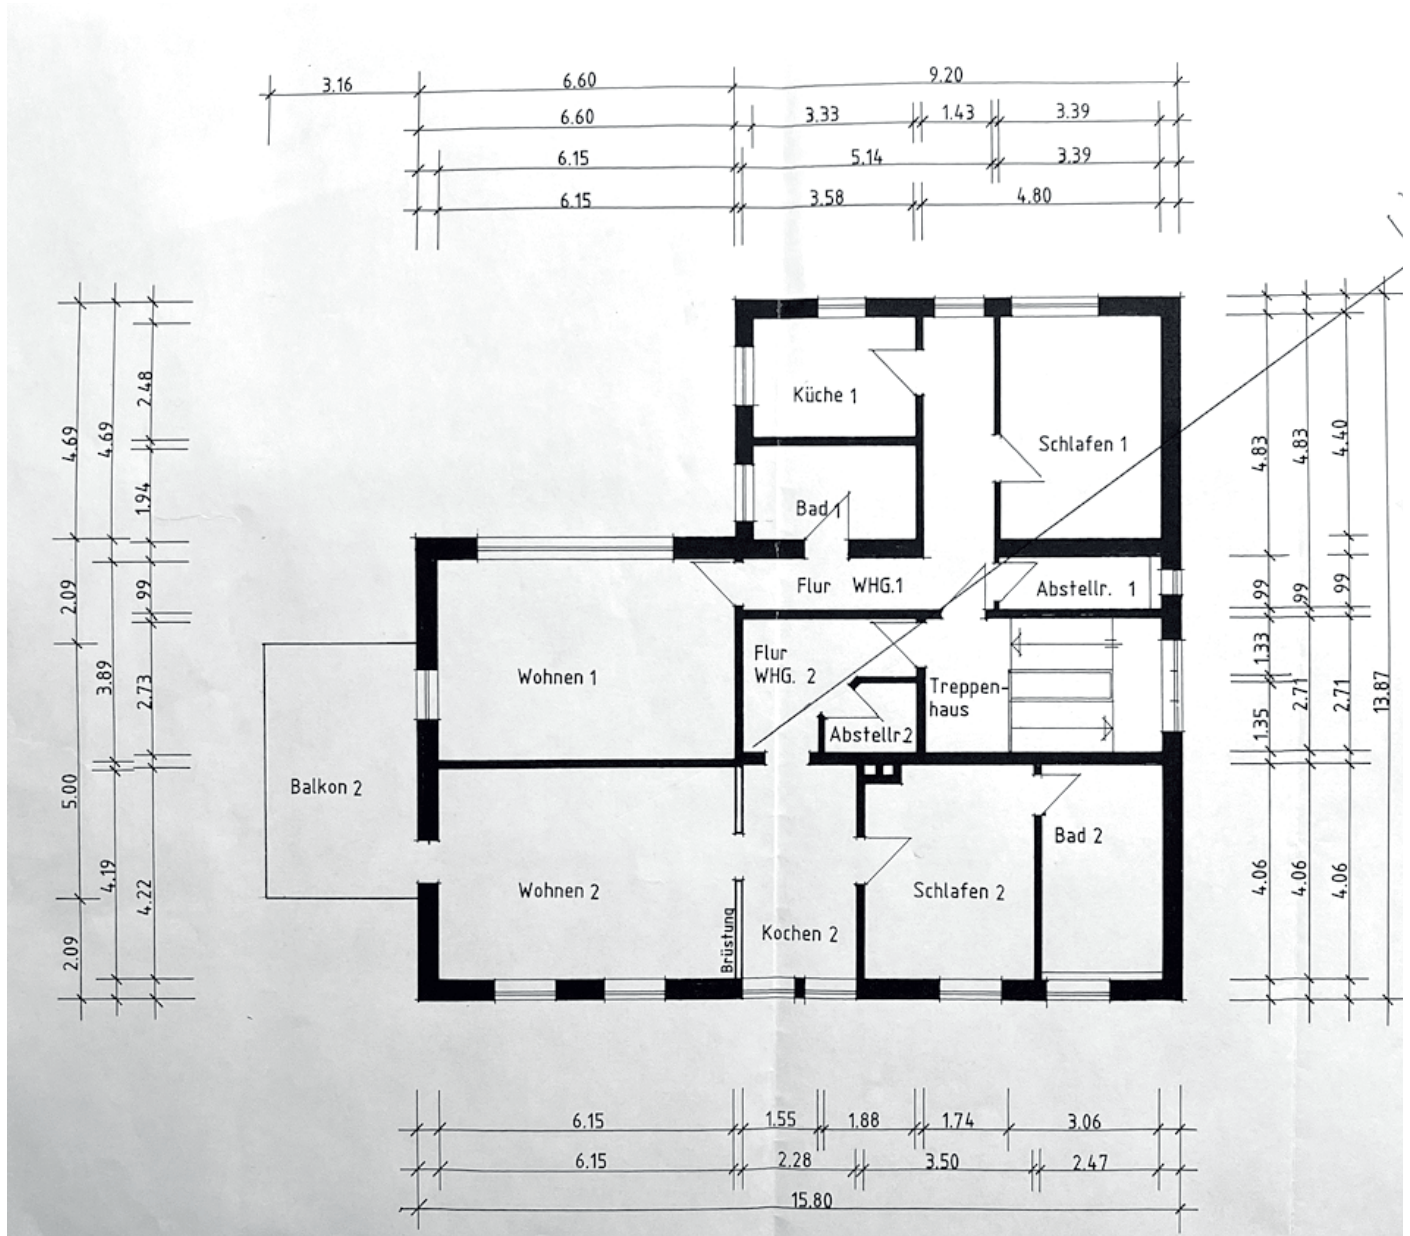 3.16 6.60 9.20
6.60 3.33 1.43 3.39
6.15 5.14 3.39
6.15 3.58 4.80
4.69 2.09 5.00 2.09
4.69 3.89 4.19
2.48 1.94 99 2.73 4.22
Küche 1
Schlafen 1
Bad 1
Flur WHG.1
Abstellr. 1
Wohnen 1
Flur
WHG. 2
Treppen-
haus
Abstellr.2
Balkon 2
Bad 2
Wohnen 2
Schlafen 2
Kochen 2
Brüstung
4.83 99 1.33 1.35 4.06
4.83 99 2.71 4.06
4.40 99 2.71 4.06
13.87
6.15 1.55 1.88 1.74 3.06
6.15 2.28 3.50 2.47
15.80